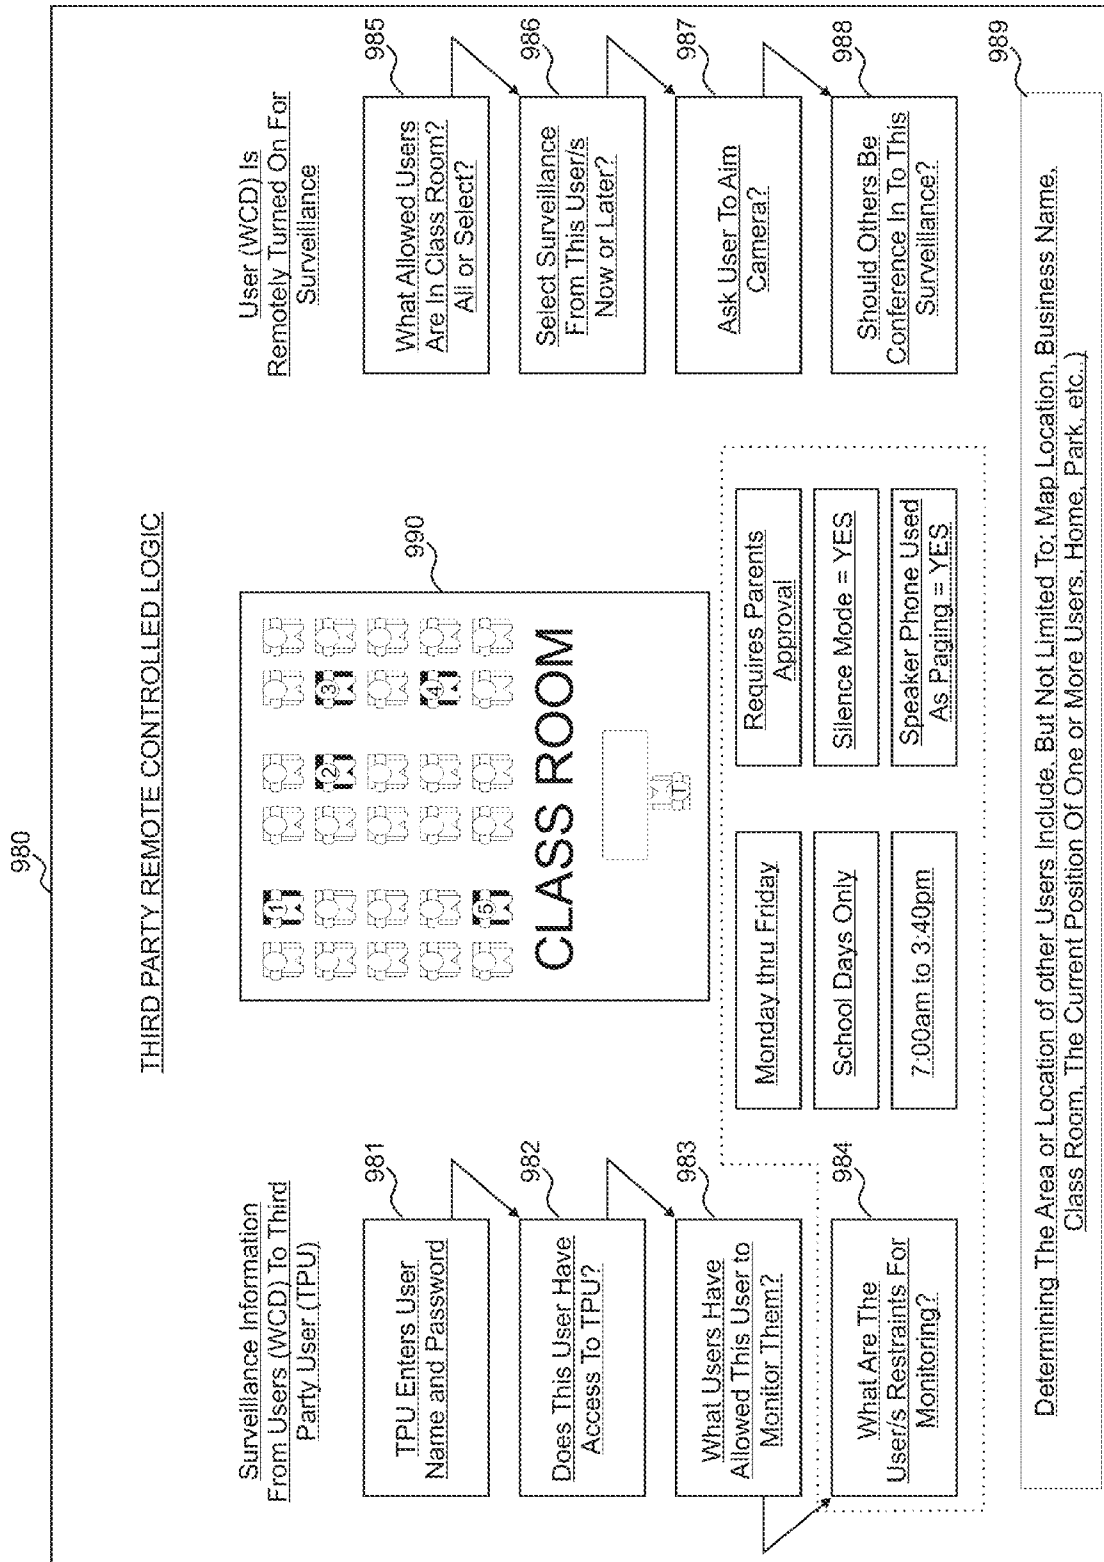 980
THIRD PARTY REMOTE CONTROLLED LOGIC
Surveillance Information
From Users (WCD) To Third
Party User (TPU)
981
TPU Enters User
Name and Password
982
Does This User Have
Access To TPU?
983
What Users Have
Allowed This User to
Monitor Them?
984
What Are The
User/s Restraints For
Monitoring?
990
1
2
3
4
5
CLASS ROOM
T
Monday thru Friday
School Days Only
7:00am to 3:40pm
Requires Parents
Approval
Silence Mode = YES
Speaker Phone Used
As Paging = YES
User (WCD) Is
Remotely Turned On For
Surveillance
985
What Allowed Users
Are In Class Room?
All or Select?
986
Select Surveillance
From This User/s
Now or Later?
987
Ask User To Aim
Camera?
988
Should Others Be
Conference In To This
Surveillance?
989
Determining The Area or Location of other Users Include, But Not Limited To; Map Location, Business Name,
Class Room, The Current Position Of One or More Users, Home, Park, etc..)